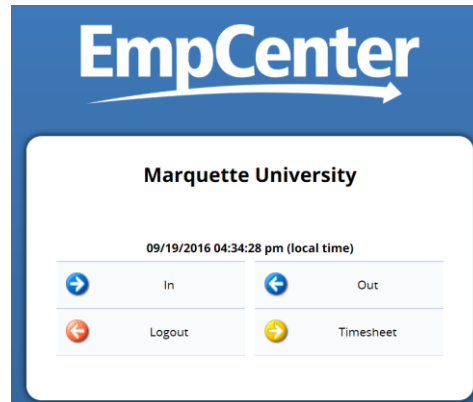 EmpCenter
Marquette University
09/19/2016 04:34:28 pm (local time)
In
Out
Logout
Timesheet